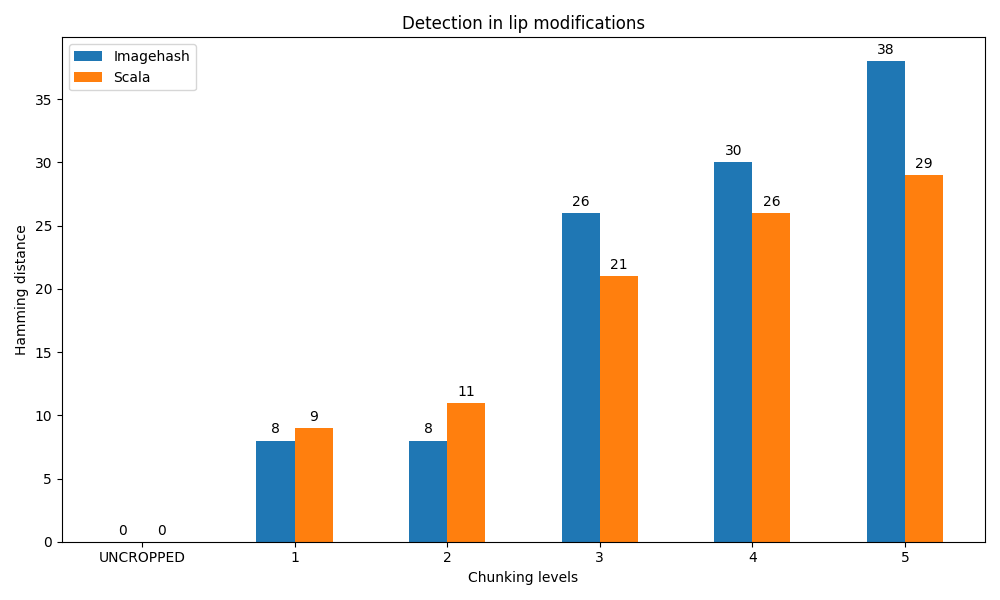 Detection in lip modifications
Imagehash
Scala
Hamming distance
35
30
25
20
15
10
5
0
0 0
8 9
8 11
26 21
30 26
38 29
UNCROPPED 1 2 3 4 5
Chunking levels